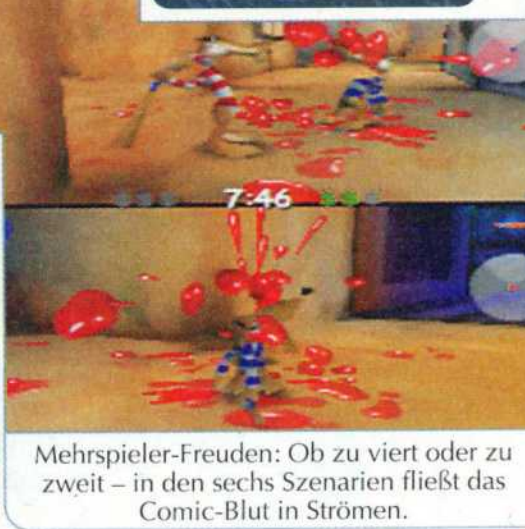 7:46
Mehrspieler-Freuden: Ob zu viert oder zu
zweit – in den sechs Szenarien fließt das
Comic-Blut in Strömen.